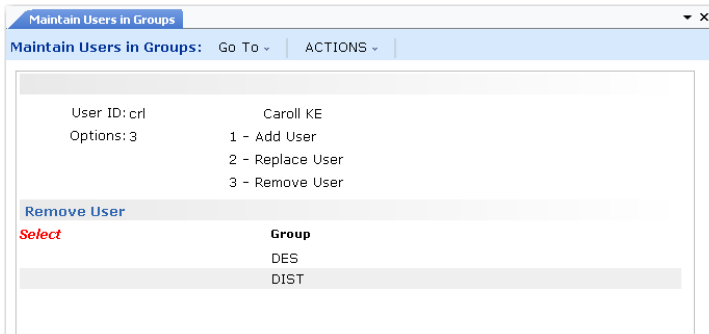 Maintain Users in Groups
Maintain Users in Groups: Go To ACTIONS
User ID: crl Caroll KE
Options: 3 1 - Add User
2 - Replace User
3 - Remove User
Remove User
Select Group
DES
DIST